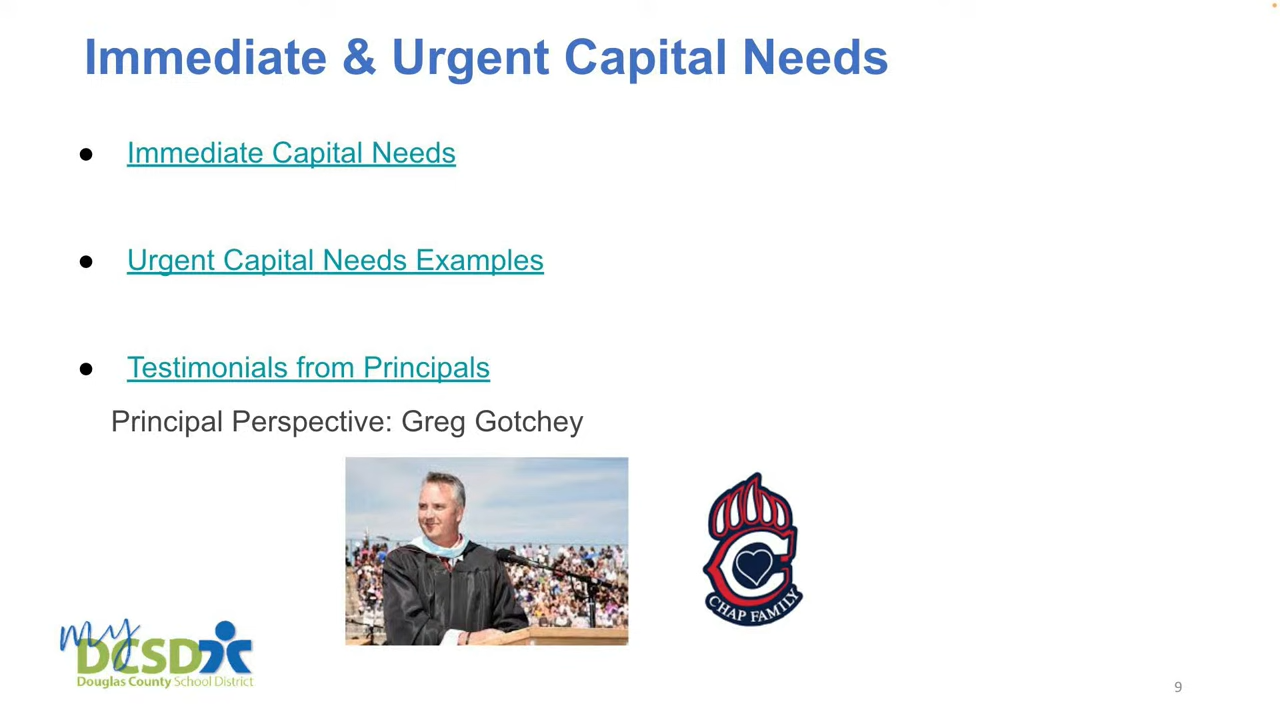 Immediate & Urgent Capital Needs
● Immediate Capital Needs
● Urgent Capital Needs Examples
● Testimonials from Principals
Principal Perspective: Greg Gotchey
C
CHAP FAMILY
my
DCSD
Douglas County School District
9